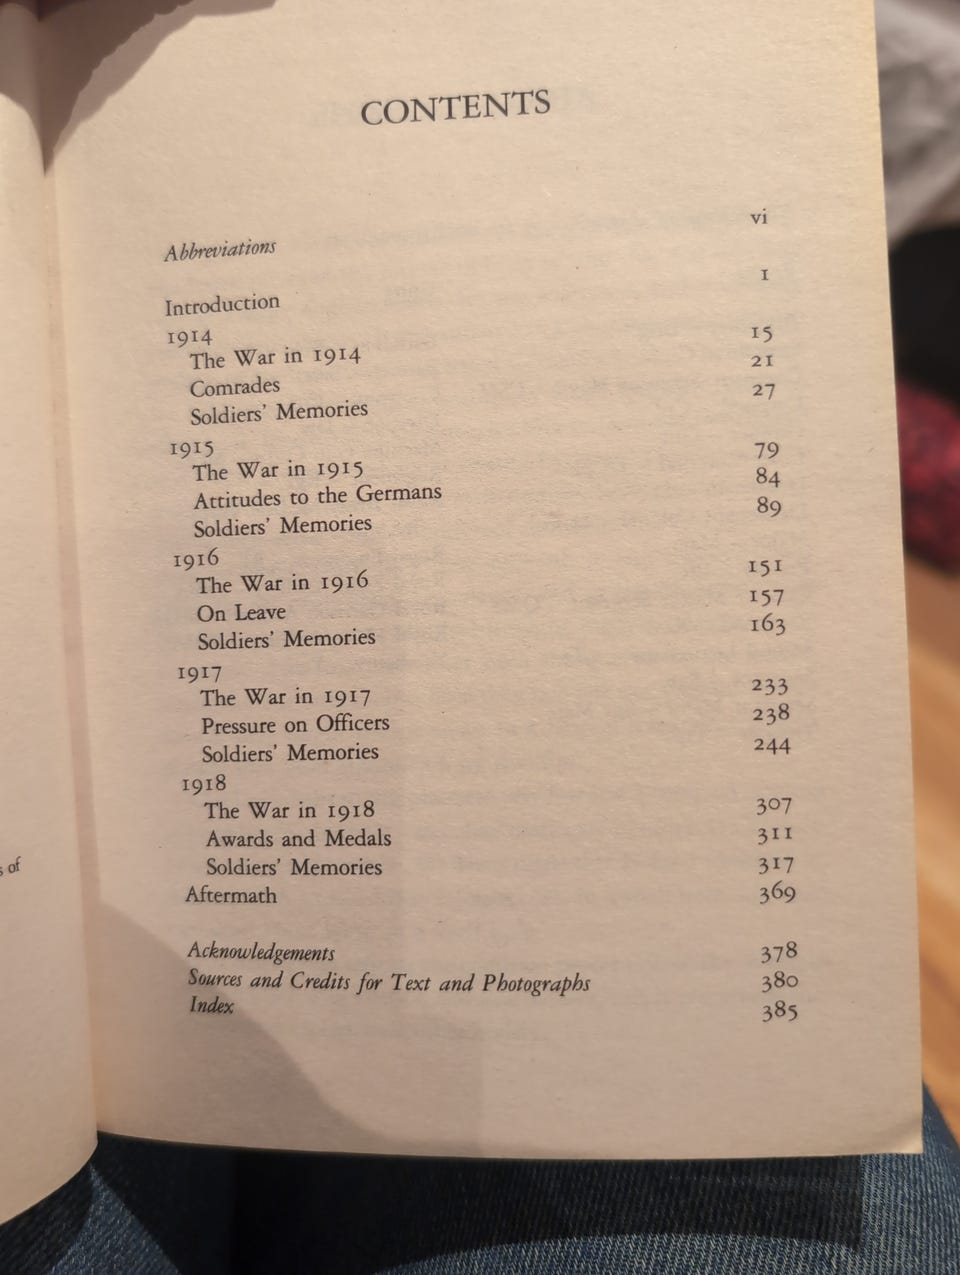 CONTENTS
Abbreviations vi
Introduction 1
1914
The War in 1914 15
Comrades 21
Soldiers' Memories 27
1915
The War in 1915 79
Attitudes to the Germans 84
Soldiers' Memories 89
1916
The War in 1916 151
On Leave 157
Soldiers' Memories 163
1917
The War in 1917 233
Pressure on Officers 238
Soldiers' Memories 244
1918
The War in 1918 307
Awards and Medals 311
Soldiers' Memories 317
Aftermath 369
Acknowledgements 378
Sources and Credits for Text and Photographs 380
Index 385
of